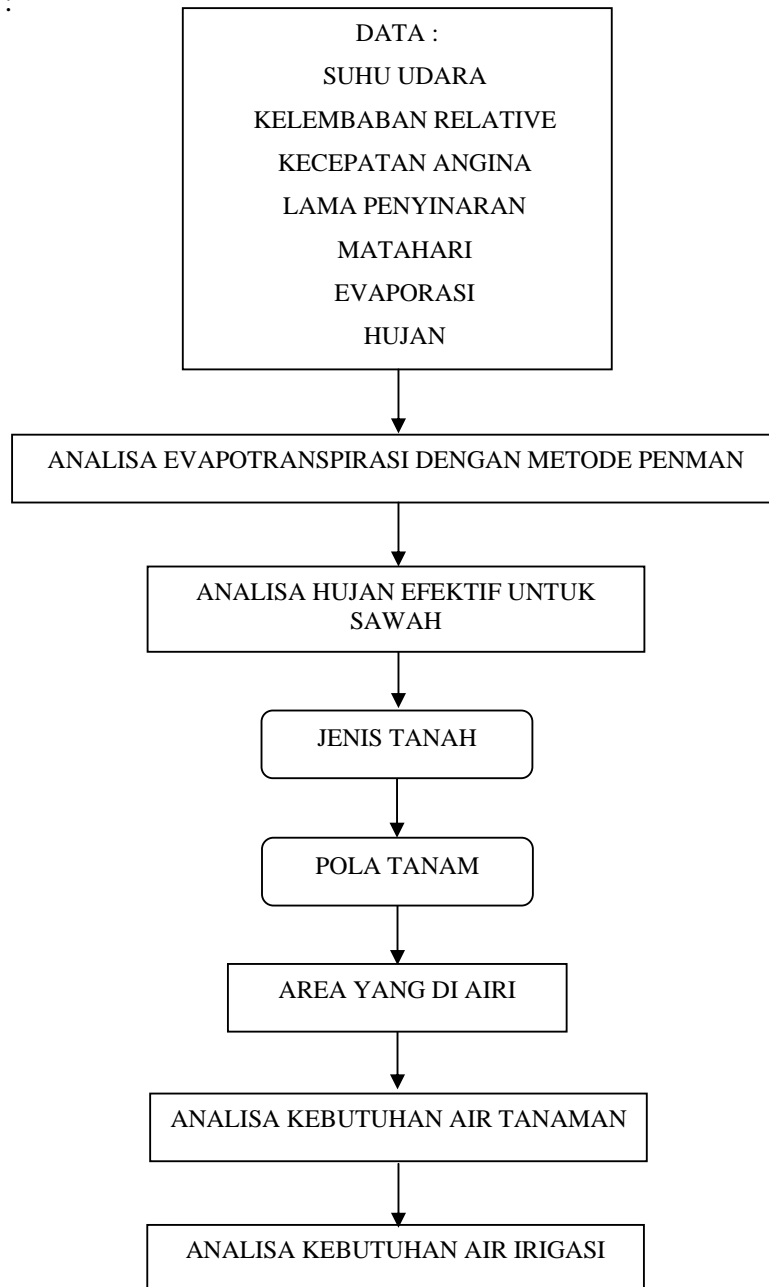 :
DATA :
SUHU UDARA
KELEMBABAN RELATIVE
KECEPATAN ANGINA
LAMA PENYINARAN
MATAHARI
EVAPORASI
HUJAN
ANALISA EVAPOTRANSPIRASI DENGAN METODE PENMAN
ANALISA HUJAN EFEKTIF UNTUK
SAWAH
JENIS TANAH
POLA TANAM
AREA YANG DI AIRI
ANALISA KEBUTUHAN AIR TANAMAN
ANALISA KEBUTUHAN AIR IRIGASI